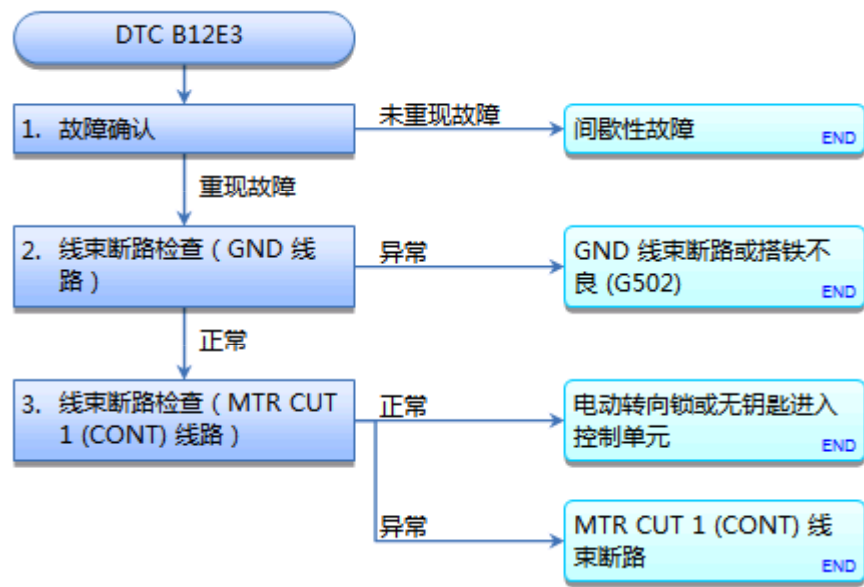 DTC B12E3
1. 故障确认
未重现故障
间歇性故障
END
重现故障
2. 线束断路检查 ( GND 线
路 )
异常
GND 线束断路或搭铁不
良 (G502)
END
正常
3. 线束断路检查 ( MTR CUT
1 (CONT) 线路 )
正常
电动转向锁或无钥匙进入
控制单元
END
异常
MTR CUT 1 (CONT) 线
束断路
END